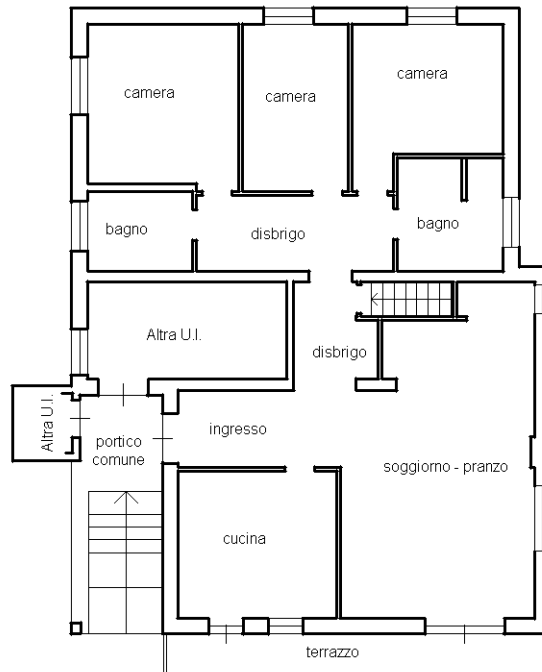 camera
camera
camera
bagno
disbrigo
bagno
Altra U.I.
disbrigo
Altra U.I.
portico
comune
ingresso
soggiorno - pranzo
cucina
terrazzo